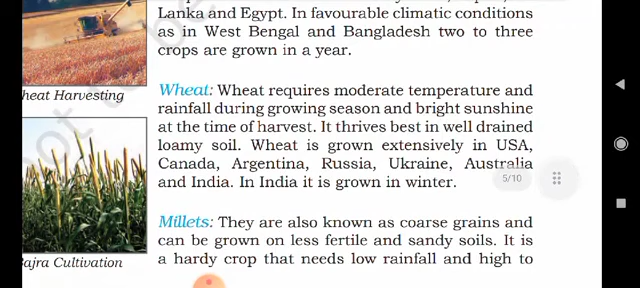 Lanka and Egypt. In favourable climatic conditions
as in West Bengal and Bangladesh two to three
crops are grown in a year.
heat Harvesting
Wheat: Wheat requires moderate temperature and
rainfall during growing season and bright sunshine
at the time of harvest. It thrives best in well drained
loamy soil. Wheat is grown extensively in USA,
Canada, Argentina, Russia, Ukraine, Australia
and India. In India it is grown in winter.
5/10
Millets: They are also known as coarse grains and
can be grown on less fertile and sandy soils. It is
a hardy crop that needs low rainfall and high to
Bajra Cultivation